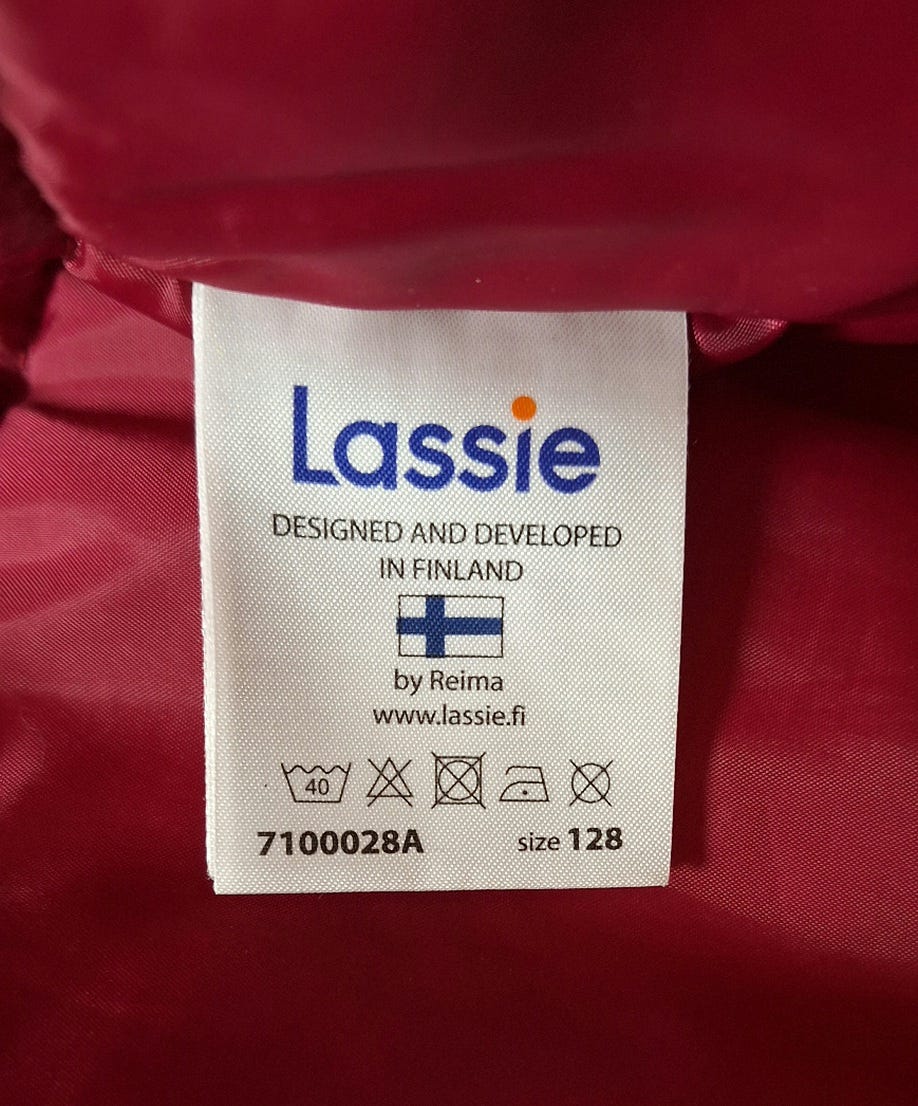 Lassie
DESIGNED AND DEVELOPED
IN FINLAND
by Reima
www.lassie.fi
40
7100028A size 128